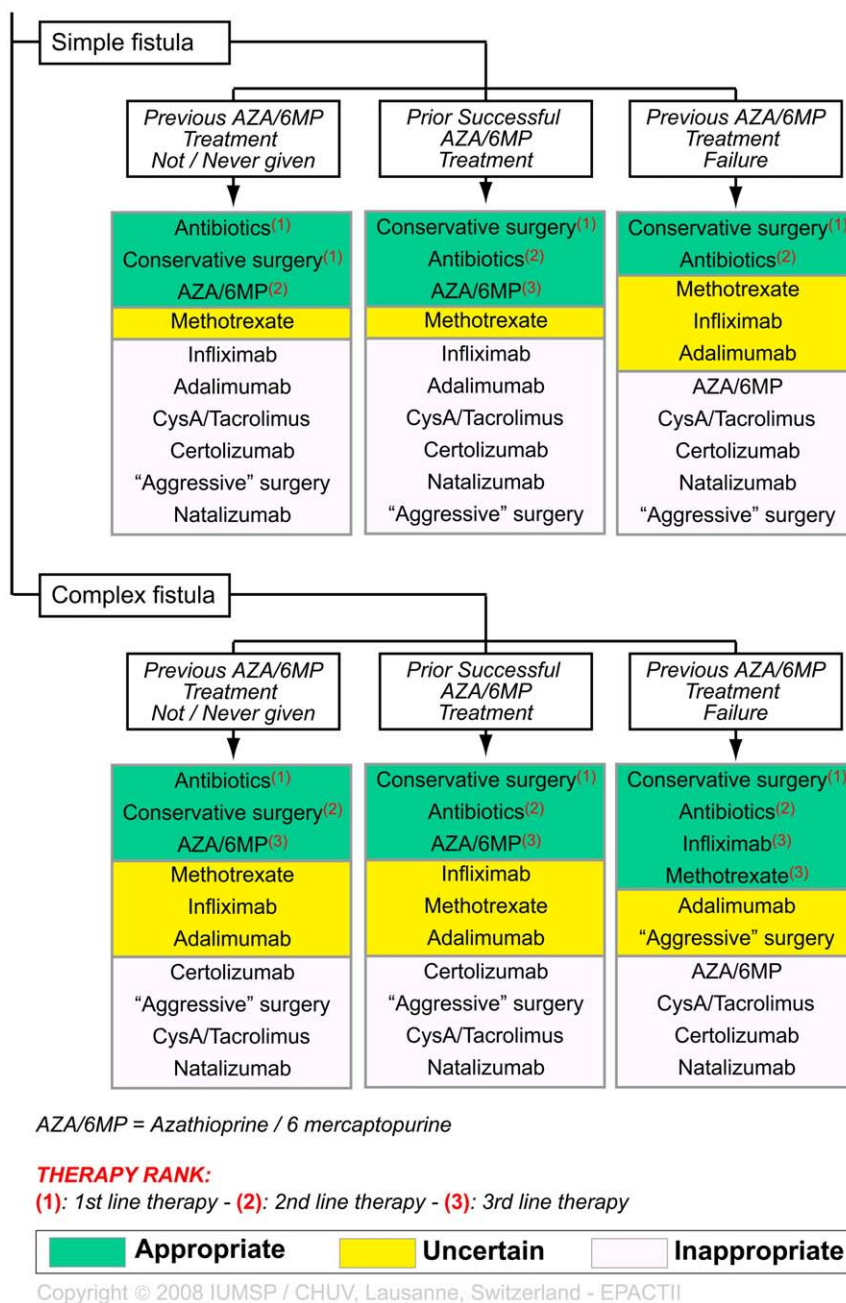 Simple fistula
Previous AZA/6MP
Treatment
Not / Never given
Prior Successful
AZA/6MP
Treatment
Previous AZA/6MP
Treatment
Failure
Antibiotics(1)
Conservative surgery(1)
AZA/6MP(2)
Methotrexate
Infliximab
Adalimumab
CysA/Tacrolimus
Certolizumab
“Aggressive” surgery
Natalizumab
Conservative surgery(1)
Antibiotics(2)
AZA/6MP(3)
Methotrexate
Infliximab
Adalimumab
CysA/Tacrolimus
Certolizumab
Natalizumab
“Aggressive” surgery
Conservative surgery(1)
Antibiotics(2)
Methotrexate
Infliximab
Adalimumab
AZA/6MP
CysA/Tacrolimus
Certolizumab
Natalizumab
“Aggressive” surgery
Complex fistula
Previous AZA/6MP
Treatment
Not / Never given
Prior Successful
AZA/6MP
Treatment
Previous AZA/6MP
Treatment
Failure
Antibiotics(1)
Conservative surgery(2)
AZA/6MP(3)
Methotrexate
Infliximab
Adalimumab
Certolizumab
“Aggressive” surgery
CysA/Tacrolimus
Natalizumab
Conservative surgery(1)
Antibiotics(2)
AZA/6MP(3)
Infliximab
Methotrexate
Adalimumab
Certolizumab
“Aggressive” surgery
CysA/Tacrolimus
Natalizumab
Conservative surgery(1)
Antibiotics(2)
Infliximab(3)
Methotrexate(3)
Adalimumab
“Aggressive” surgery
AZA/6MP
CysA/Tacrolimus
Certolizumab
Natalizumab
AZA/6MP = Azathioprine / 6 mercaptopurine
THERAPY RANK:
(1): 1st line therapy - (2): 2nd line therapy - (3): 3rd line therapy
Appropriate Uncertain Inappropriate
Copyright © 2008 IUMSP / CHUV, Lausanne, Switzerland - EPACTII